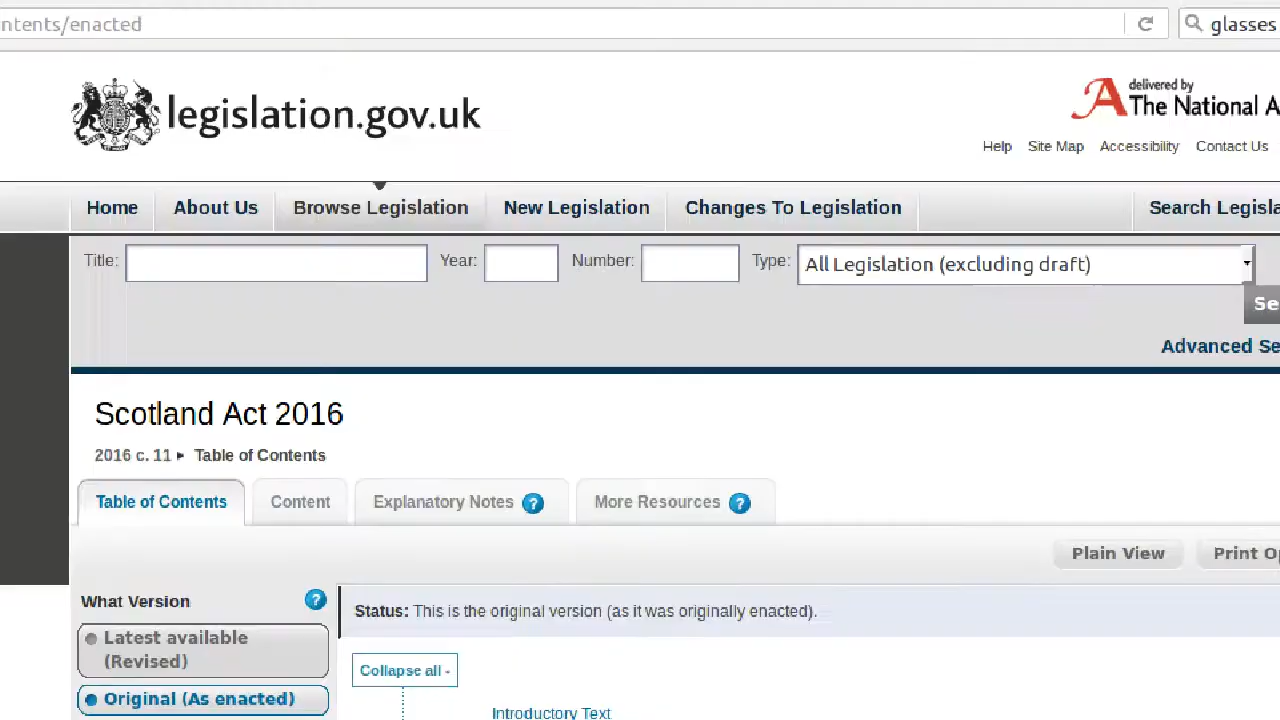 ntents/enacted
glasses
legislation.gov.uk
delivered by
The National
Help Site Map Accessibility Contact Us
Home About Us Browse Legislation New Legislation Changes To Legislation Search
Title: Year: Number: Type: All Legislation (excluding draft)
Advanced
Scotland Act 2016
2016 c. 11 ▸ Table of Contents
Table of Contents Content Explanatory Notes ? More Resources ?
Plain View Print
What Version ?
Status: This is the original version (as it was originally enacted).
Latest available
(Revised)
Collapse all -
Original (As enacted)
Introductory Text